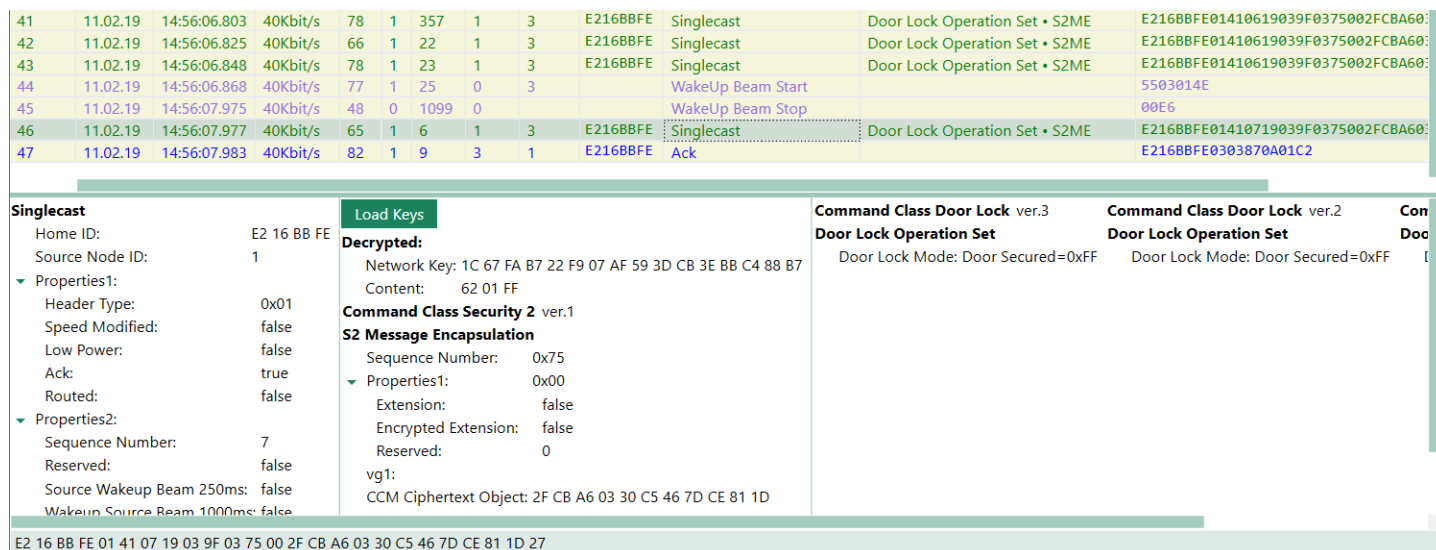 41 11.02.19 14:56:06.803 40Kbit/s 78 1 357 1 3 E216BBFE Singlecast Door Lock Operation Set • S2ME E216BBFE01410619039F0375002FCBA603
42 11.02.19 14:56:06.825 40Kbit/s 66 1 22 1 3 E216BBFE Singlecast Door Lock Operation Set • S2ME E216BBFE01410619039F0375002FCBA603
43 11.02.19 14:56:06.848 40Kbit/s 78 1 23 1 3 E216BBFE Singlecast Door Lock Operation Set • S2ME E216BBFE01410619039F0375002FCBA603
44 11.02.19 14:56:06.868 40Kbit/s 77 1 25 0 3 WakeUp Beam Start 5503014E
45 11.02.19 14:56:07.975 40Kbit/s 48 0 1099 0 WakeUp Beam Stop 00E6
46 11.02.19 14:56:07.977 40Kbit/s 65 1 6 1 3 E216BBFE Singlecast Door Lock Operation Set • S2ME E216BBFE01410719039F0375002FCBA603
47 11.02.19 14:56:07.983 40Kbit/s 82 1 9 3 1 E216BBFE Ack E216BBFE0303870A01C2
Singlecast
Home ID: E2 16 BB FE
Source Node ID: 1
Properties1:
Header Type: 0x01
Speed Modified: false
Low Power: false
Ack: true
Routed: false
Properties2:
Sequence Number: 7
Reserved: false
Source Wakeup Beam 250ms: false
Wakeup Source Beam 1000ms: false
Load Keys
Decrypted:
Network Key: 1C 67 FA B7 22 F9 07 AF 59 3D CB 3E BB C4 88 B7
Content: 62 01 FF
Command Class Security 2 ver.1
S2 Message Encapsulation
Sequence Number: 0x75
Properties1: 0x00
Extension: false
Encrypted Extension: false
Reserved: 0
vg1:
CCM Ciphertext Object: 2F CB A6 03 30 C5 46 7D CE 81 1D
Command Class Door Lock ver.3
Door Lock Operation Set
Door Lock Mode: Door Secured=0xFF
Command Class Door Lock ver.2
Door Lock Operation Set
Door Lock Mode: Door Secured=0xFF
Com
Doo
E2 16 BB FE 01 41 07 19 03 9F 03 75 00 2F CB A6 03 30 C5 46 7D CE 81 1D 27